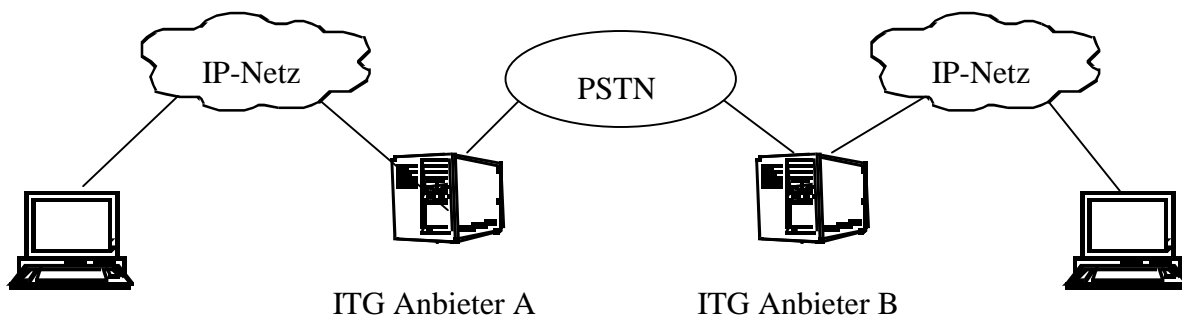 IP-Netz
PSTN
IP-Netz
ITG Anbieter A
ITG Anbieter B